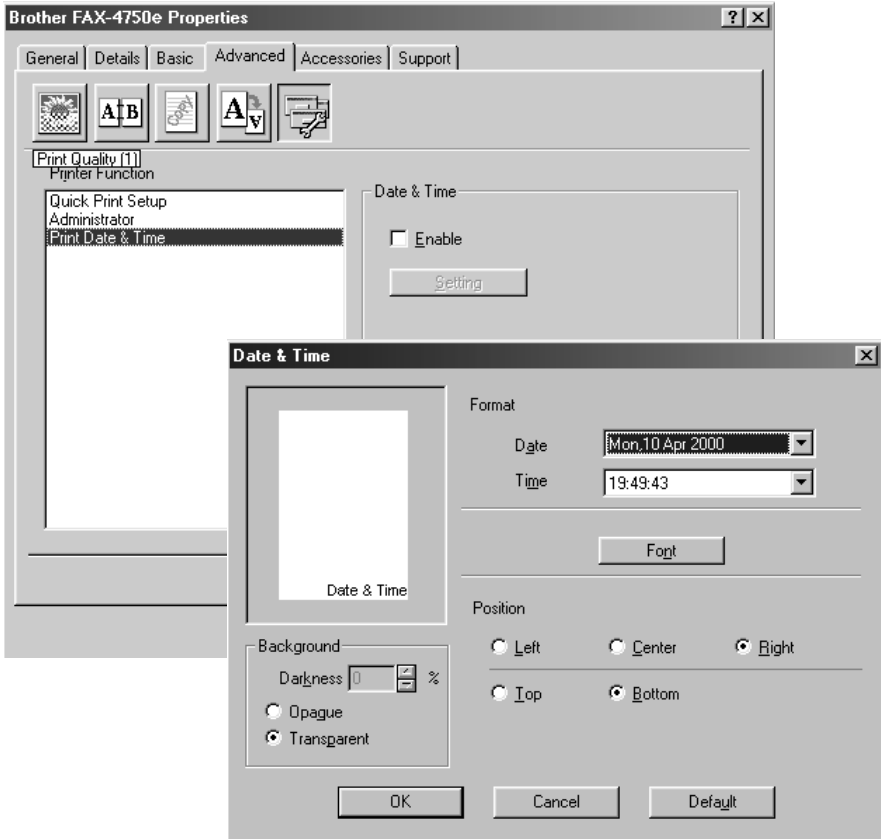 Brother FAX-4750e Properties
General Details Basic Advanced Accessories Support
A B Copy A A
Print Quality (1)
Printer Function
Quick Print Setup
Administrator
Print Date & Time
Date & Time
Enable
Setting
Date & Time
Date & Time
Format
Date Mon,10 Apr 2000
Time 19:49:43
Font
Position
Left Center Right
Top Bottom
Background
Darkness 0 %
Opague
Transparent
OK Cancel Default